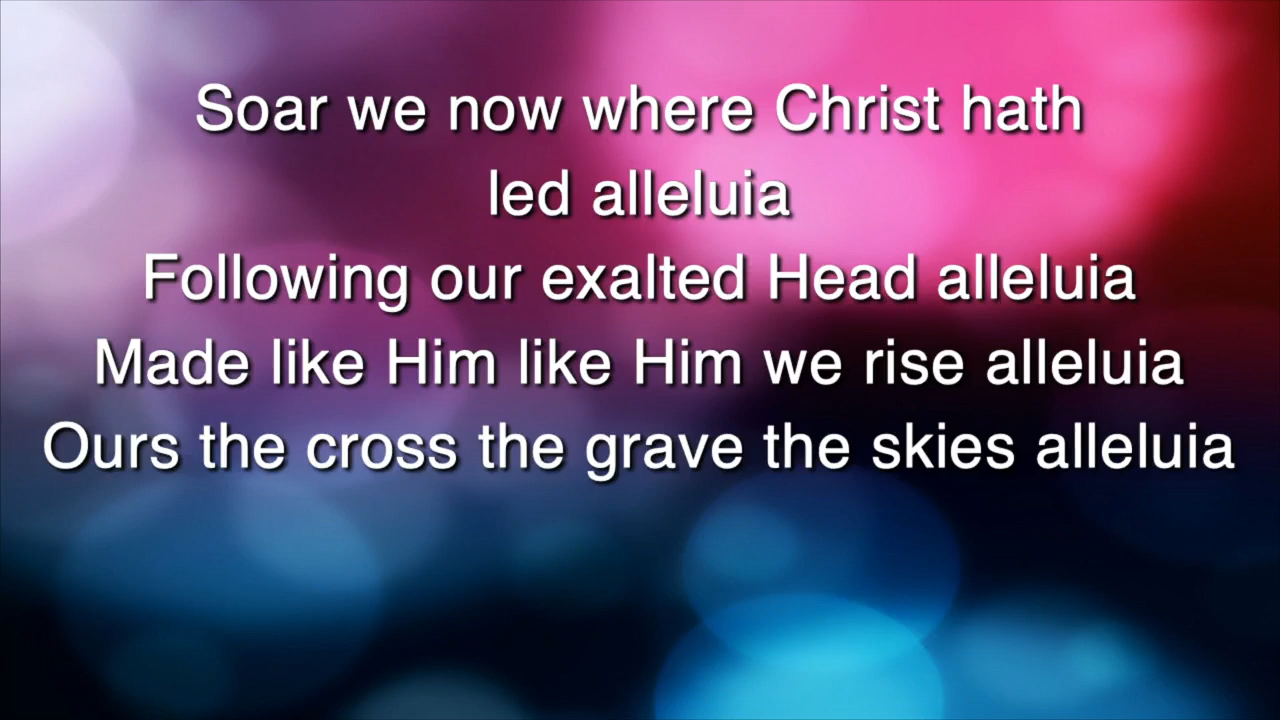 Soar we now where Christ hath
led alleluia
Following our exalted Head alleluia
Made like Him like Him we rise alleluia
Ours the cross the grave the skies alleluia